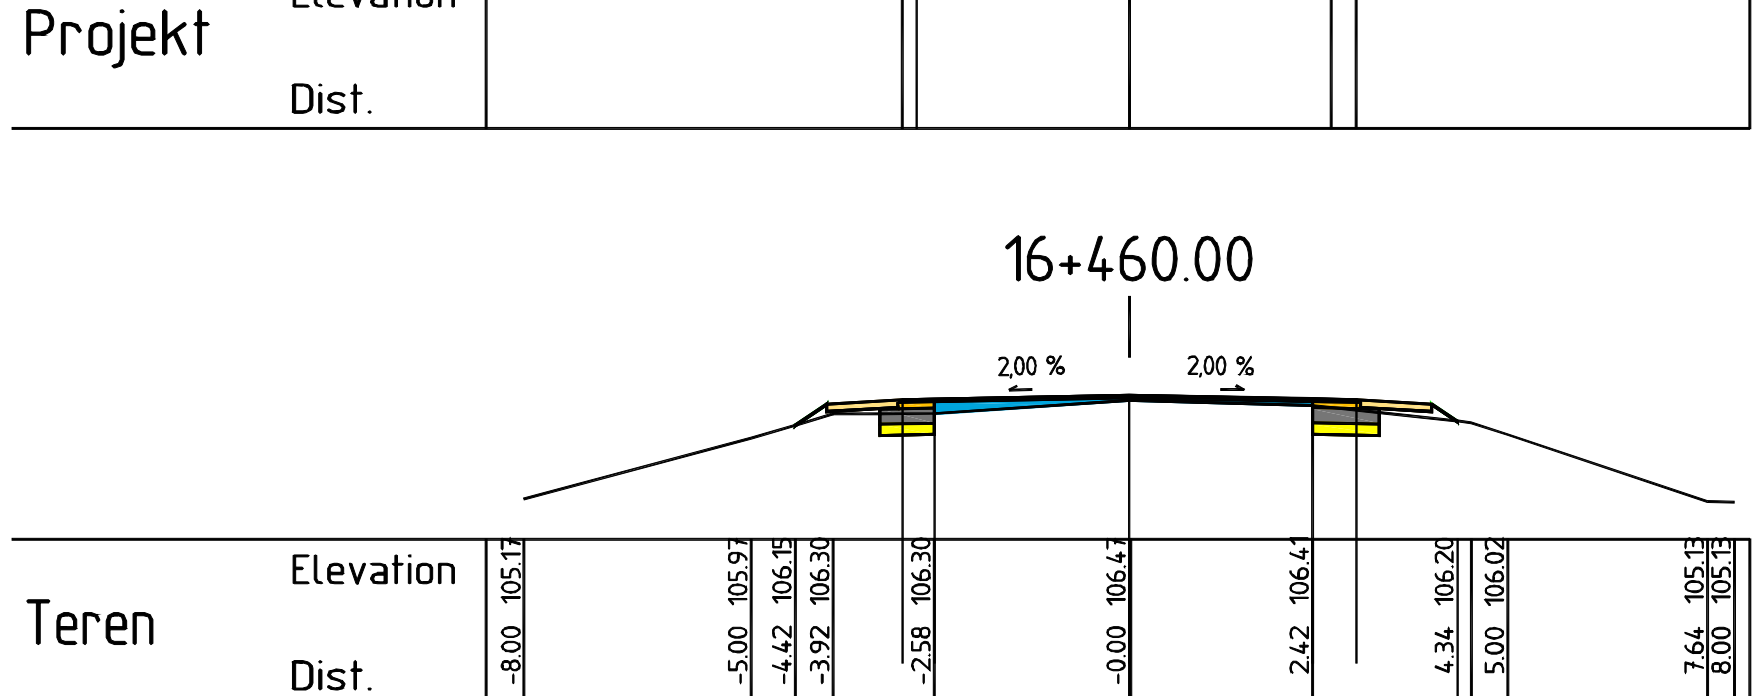 Elevation
Projekt
Dist.
16+460.00
2,00 % 2,00 %
Elevation 105.17 105.97 106.15 106.30 106.30 106.47 106.41 106.20 106.02 105.13 105.13
Teren
Dist. -8.00 -5.00 -4.42 -3.92 -2.58 -0.00 2.42 4.34 5.00 7.64 8.00